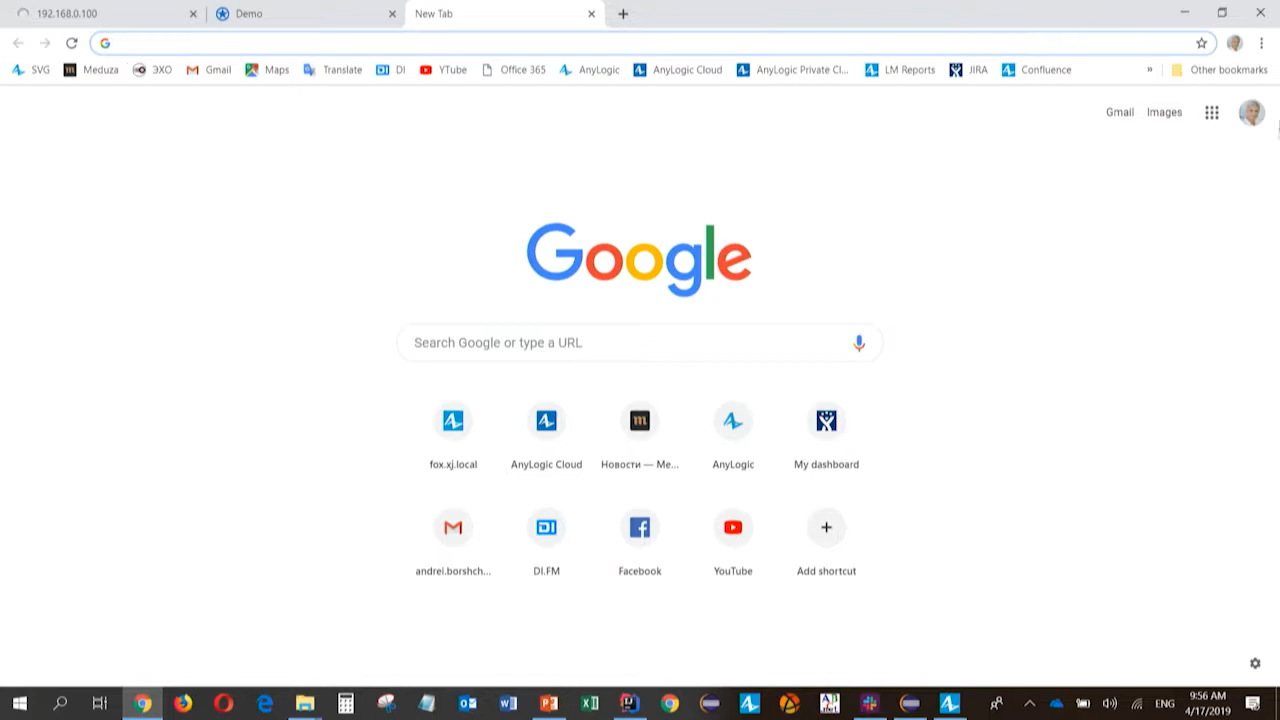 192.168.0.100
Demo
New Tab
SVG
Meduza
ЭХО
Gmail
Maps
Translate
DI
YTube
Office 365
AnyLogic
AnyLogic Cloud
AnyLogic Private Cl...
LM Reports
JIRA
Confluence
»
Other bookmarks
Gmail
Images
Google
Search Google or type a URL
fox.xj.local
AnyLogic Cloud
Новости — Me...
AnyLogic
My dashboard
andrei.borshch...
DI.FM
Facebook
YouTube
Add shortcut
ENG
9:56 AM
4/17/2019